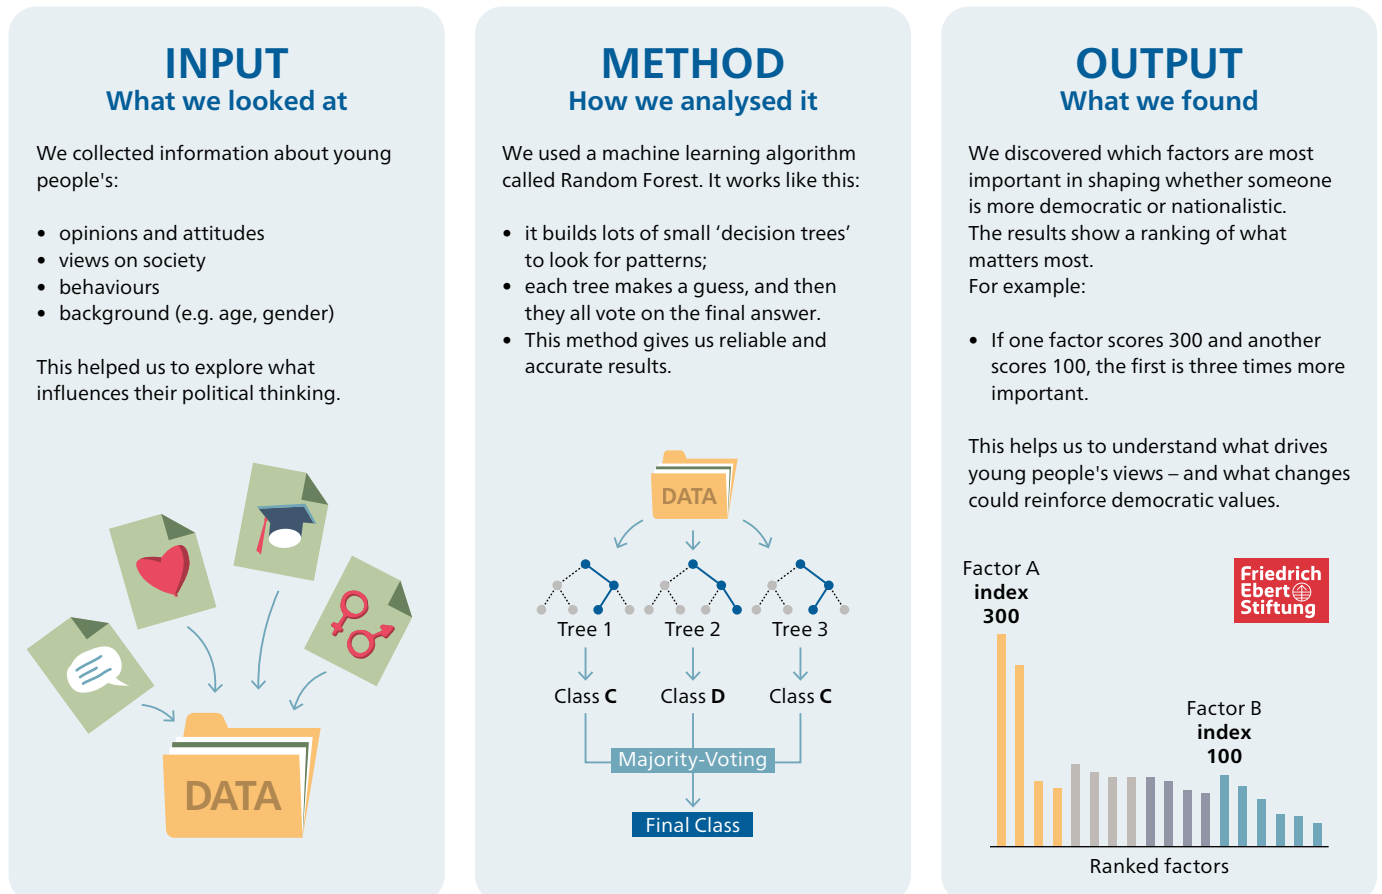 INPUT
What we looked at
We collected information about young
people's:
• opinions and attitudes
• views on society
• behaviours
• background (e.g. age, gender)
This helped us to explore what
influences their political thinking.
DATA
METHOD
How we analysed it
We used a machine learning algorithm
called Random Forest. It works like this:
• it builds lots of small ‘decision trees’
to look for patterns;
• each tree makes a guess, and then
they all vote on the final answer.
• This method gives us reliable and
accurate results.
DATA
Tree 1 Tree 2 Tree 3
Class C Class D Class C
Majority-Voting
Final Class
OUTPUT
What we found
We discovered which factors are most
important in shaping whether someone
is more democratic or nationalistic.
The results show a ranking of what
matters most.
For example:
• If one factor scores 300 and another
scores 100, the first is three times more
important.
This helps us to understand what drives
young people's views – and what changes
could reinforce democratic values.
Factor A
index
300
Friedrich
Ebert
Stiftung
Factor B
index
100
Ranked factors